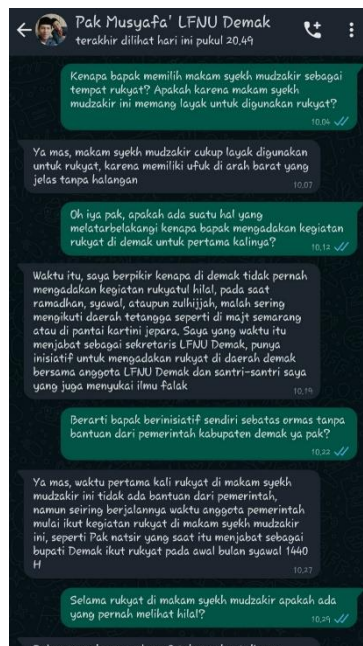 Pak Musyafa' LFNU Demak
terakhir dilihat hari ini pukul 20.49
Kenapa bapak memilih makam syekh mudzakir sebagai
tempat rukyat? Apakah karena makam syekh
mudzakir ini memang layak untuk digunakan rukyat?
10.04
Ya mas, makam syekh mudzakir cukup layak digunakan
untuk rukyat, karena memiliki ufuk di arah barat yang
jelas tanpa halangan
10.07
Oh iya pak, apakah ada suatu hal yang
melatarbelakangi kenapa bapak mengadakan kegiatan
rukyat di demak untuk pertama kalinya?
10.12
Waktu itu, saya berpikir kenapa di demak tidak pernah
mengadakan kegiatan rukyatul hilal, pada saat
ramadhan, syawal, ataupun zulhijjah, malah sering
mengikuti daerah tetangga seperti di majt semarang
atau di pantai kartini jepara. Saya yang waktu itu
menjabat sebagai sekretaris LFNU Demak, punya
inisiatif untuk mengadakan rukyat di daerah demak
bersama anggota LFNU Demak dan santri-santri saya
yang juga menyukai ilmu falak
10.19
Berarti bapak berinisiatif sendiri sebatas ormas tanpa
bantuan dari pemerintah kabupaten demak ya pak?
10.22
Ya mas, waktu pertama kali rukyat di makam syekh
mudzakir ini tidak ada bantuan dari pemerintah,
namun seiring berjalannya waktu anggota pemerintah
mulai ikut kegiatan rukyat di makam syekh mudzakir
ini, seperti Pak natsir yang saat itu menjabat sebagai
bupati Demak ikut rukyat pada awal bulan syawal 1440
H
10.27
Selama rukyat di makam syekh mudzakir apakah ada
yang pernah melihat hilal?
10.29